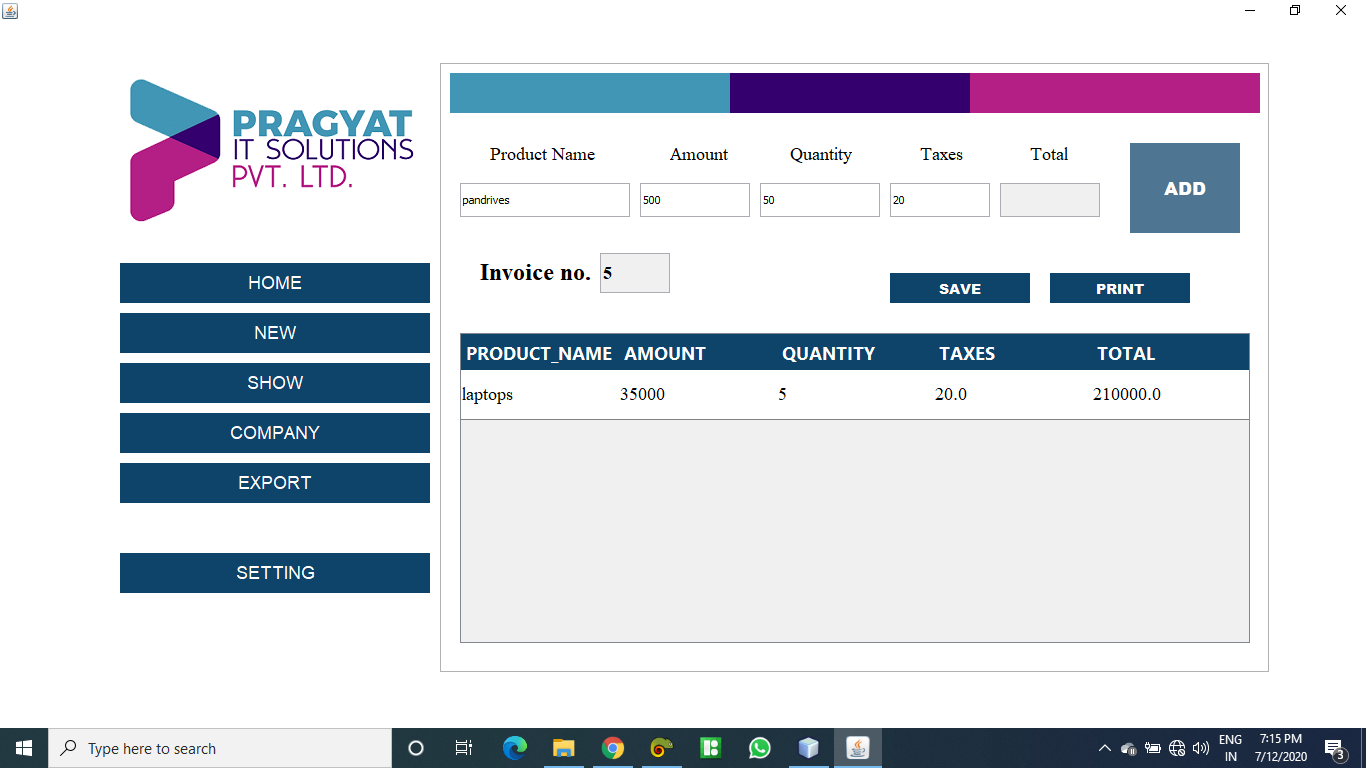 PRAGYAT
IT SOLUTIONS
PVT. LTD.
HOME
NEW
SHOW
COMPANY
EXPORT
SETTING
Product Name Amount Quantity Taxes Total
pandrives 500 50 20
ADD
Invoice no. 5
SAVE PRINT
PRODUCT_NAME AMOUNT QUANTITY TAXES TOTAL
laptops 35000 5 20.0 210000.0
Type here to search
ENG
IN
7:15 PM
7/12/2020
3